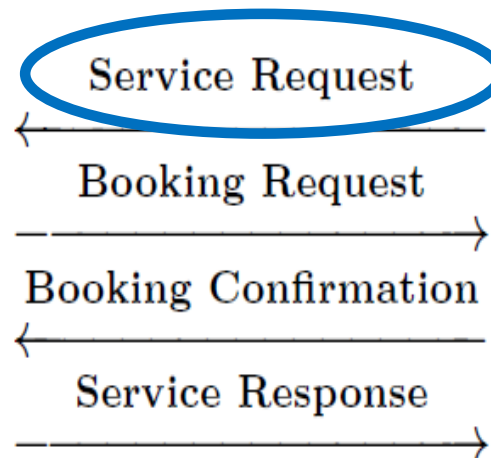 Service Request
Booking Request
Booking Confirmation
Service Response